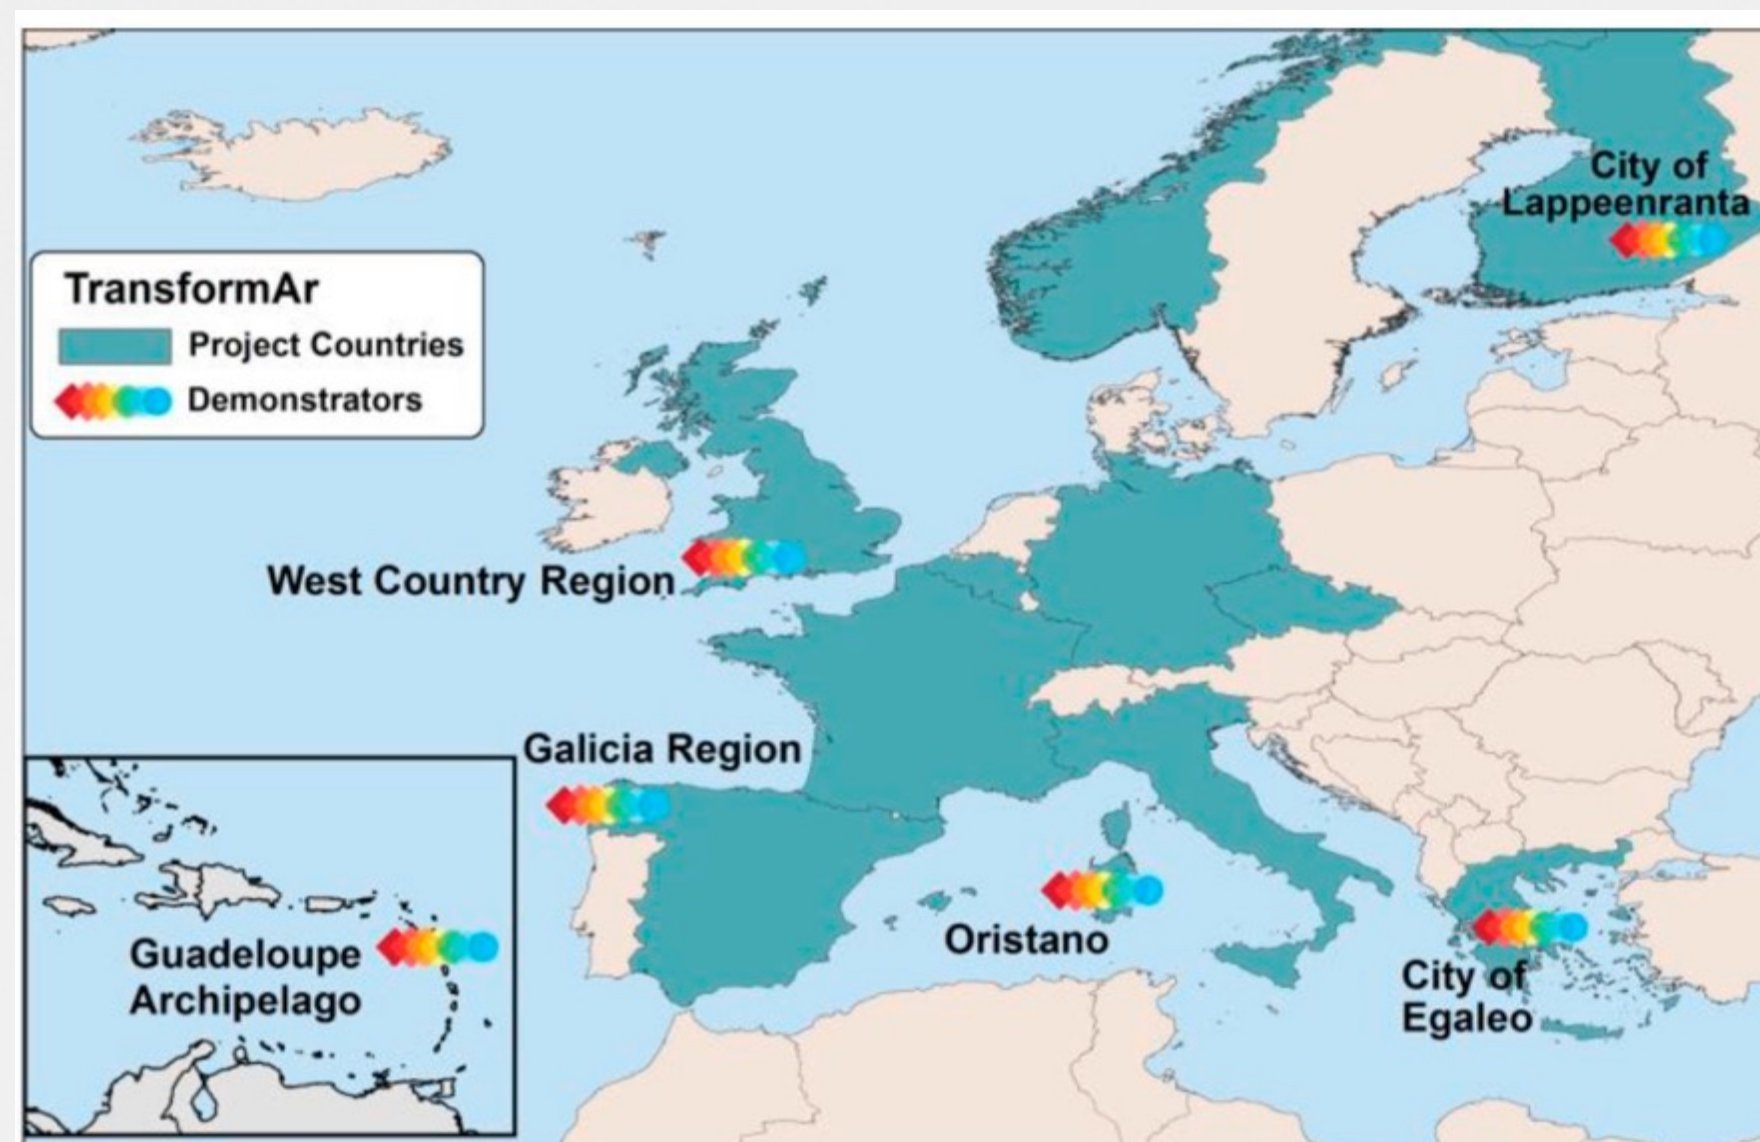 City of
Lappeenranta
TransformAr
Project Countries
Demonstrators
West Country Region
Galicia Region
Guadeloupe
Archipelago
Oristano
City of
Egaleo